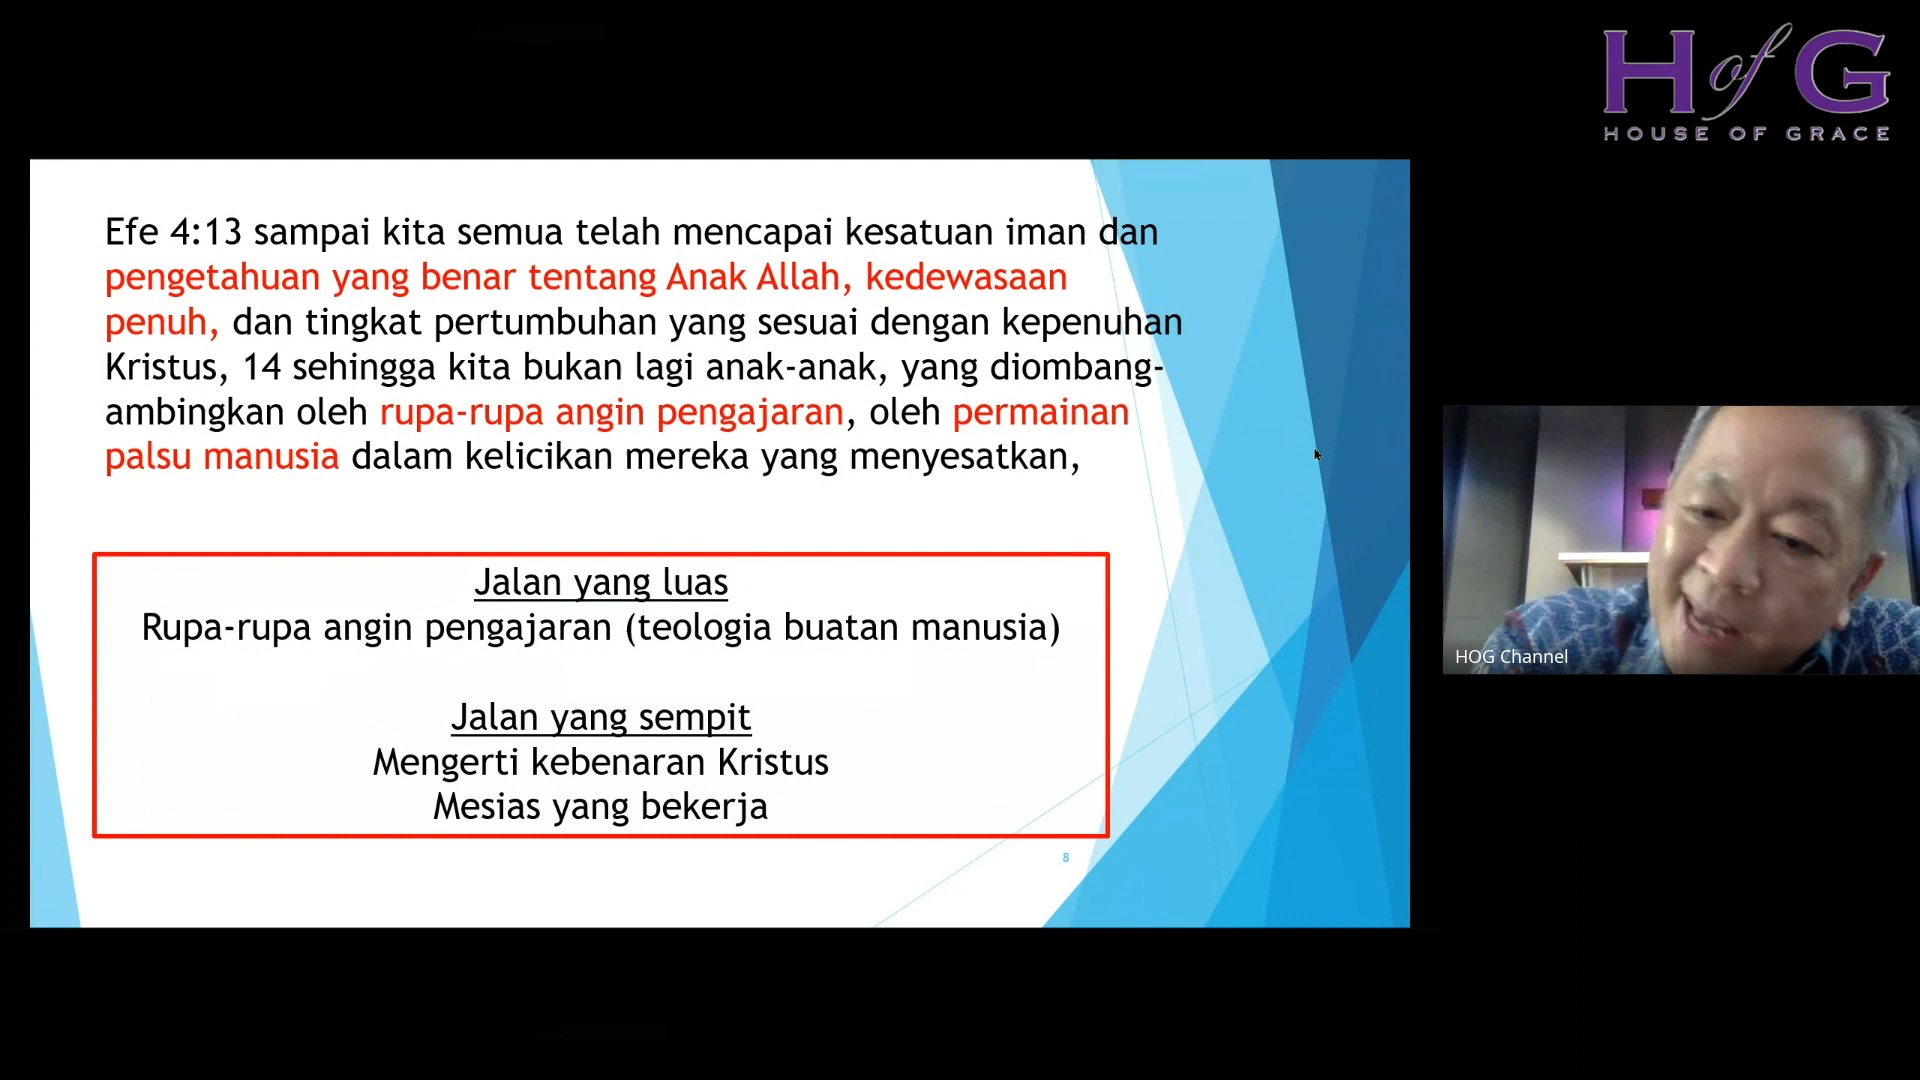 H of G
HOUSE OF GRACE
Efe 4:13 sampai kita semua telah mencapai kesatuan iman dan
pengetahuan yang benar tentang Anak Allah, kedewasaan
penuh, dan tingkat pertumbuhan yang sesuai dengan kepenuhan
Kristus, 14 sehingga kita bukan lagi anak-anak, yang diombang-
ambingkan oleh rupa-rupa angin pengajaran, oleh permainan
palsu manusia dalam kelicikan mereka yang menyesatkan,
Jalan yang luas
Rupa-rupa angin pengajaran (teologia buatan manusia)
Jalan yang sempit
Mengerti kebenaran Kristus
Mesias yang bekerja
8
HOG Channel